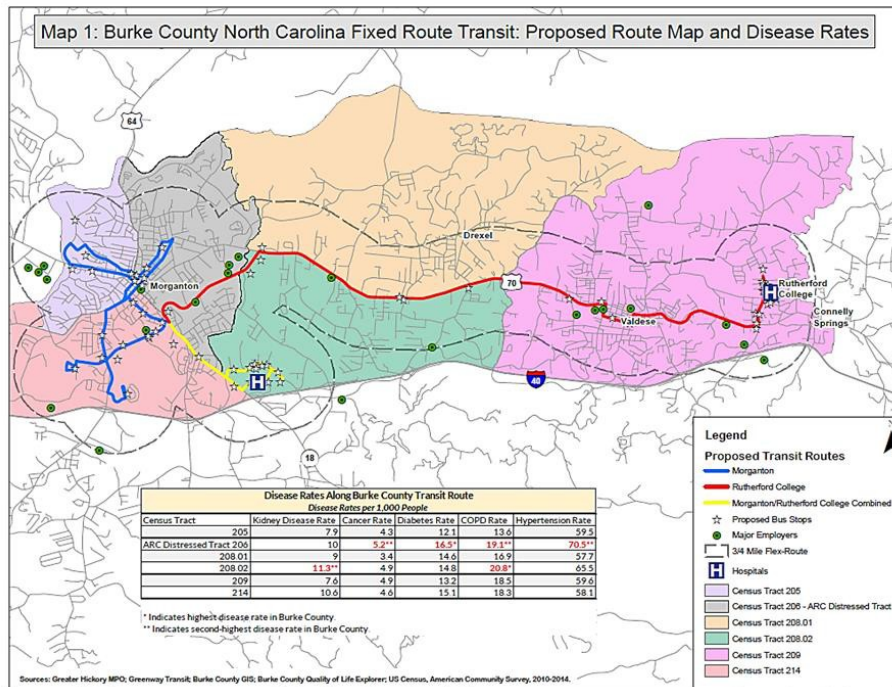 Map 1: Burke County North Carolina Fixed Route Transit: Proposed Route Map and Disease Rates
64
Drexel
Morganton
70
Rutherford
College
H
Valdese
Connelly
Springs
H
40
18
Disease Rates Along Burke County Transit Route
Disease Rates per 1,000 People
Census Tract Kidney Disease Rate Cancer Rate Diabetes Rate COPD Rate Hypertension Rate
205 7.9 4.3 12.1 13.6 59.5
ARC Distressed Tract 206 10 5.2** 16.5* 19.1** 70.5**
208.01 9 3.4 14.6 16.9 57.7
208.02 11.3** 4.9 14.8 20.8* 65.5
209 7.6 4.9 13.2 18.5 59.6
214 10.6 4.6 15.1 18.3 58.1
* Indicates highest disease rate in Burke County.
** Indicates second-highest disease rate in Burke County.
Legend
Proposed Transit Routes
Morganton
Rutherford College
Morganton/Rutherford College Combined
Proposed Bus Stops
Major Employers
3/4 Mile Flex-Route
H Hospitals
Census Tract 205
Census Tract 206 - ARC Distressed Tract
Census Tract 208.01
Census Tract 208.02
Census Tract 209
Census Tract 214
Sources: Greater Hickory MPO; Greenway Transit; Burke County GIS; Burke County Quality of Life Explorer; US Census, American Community Survey, 2010-2014.